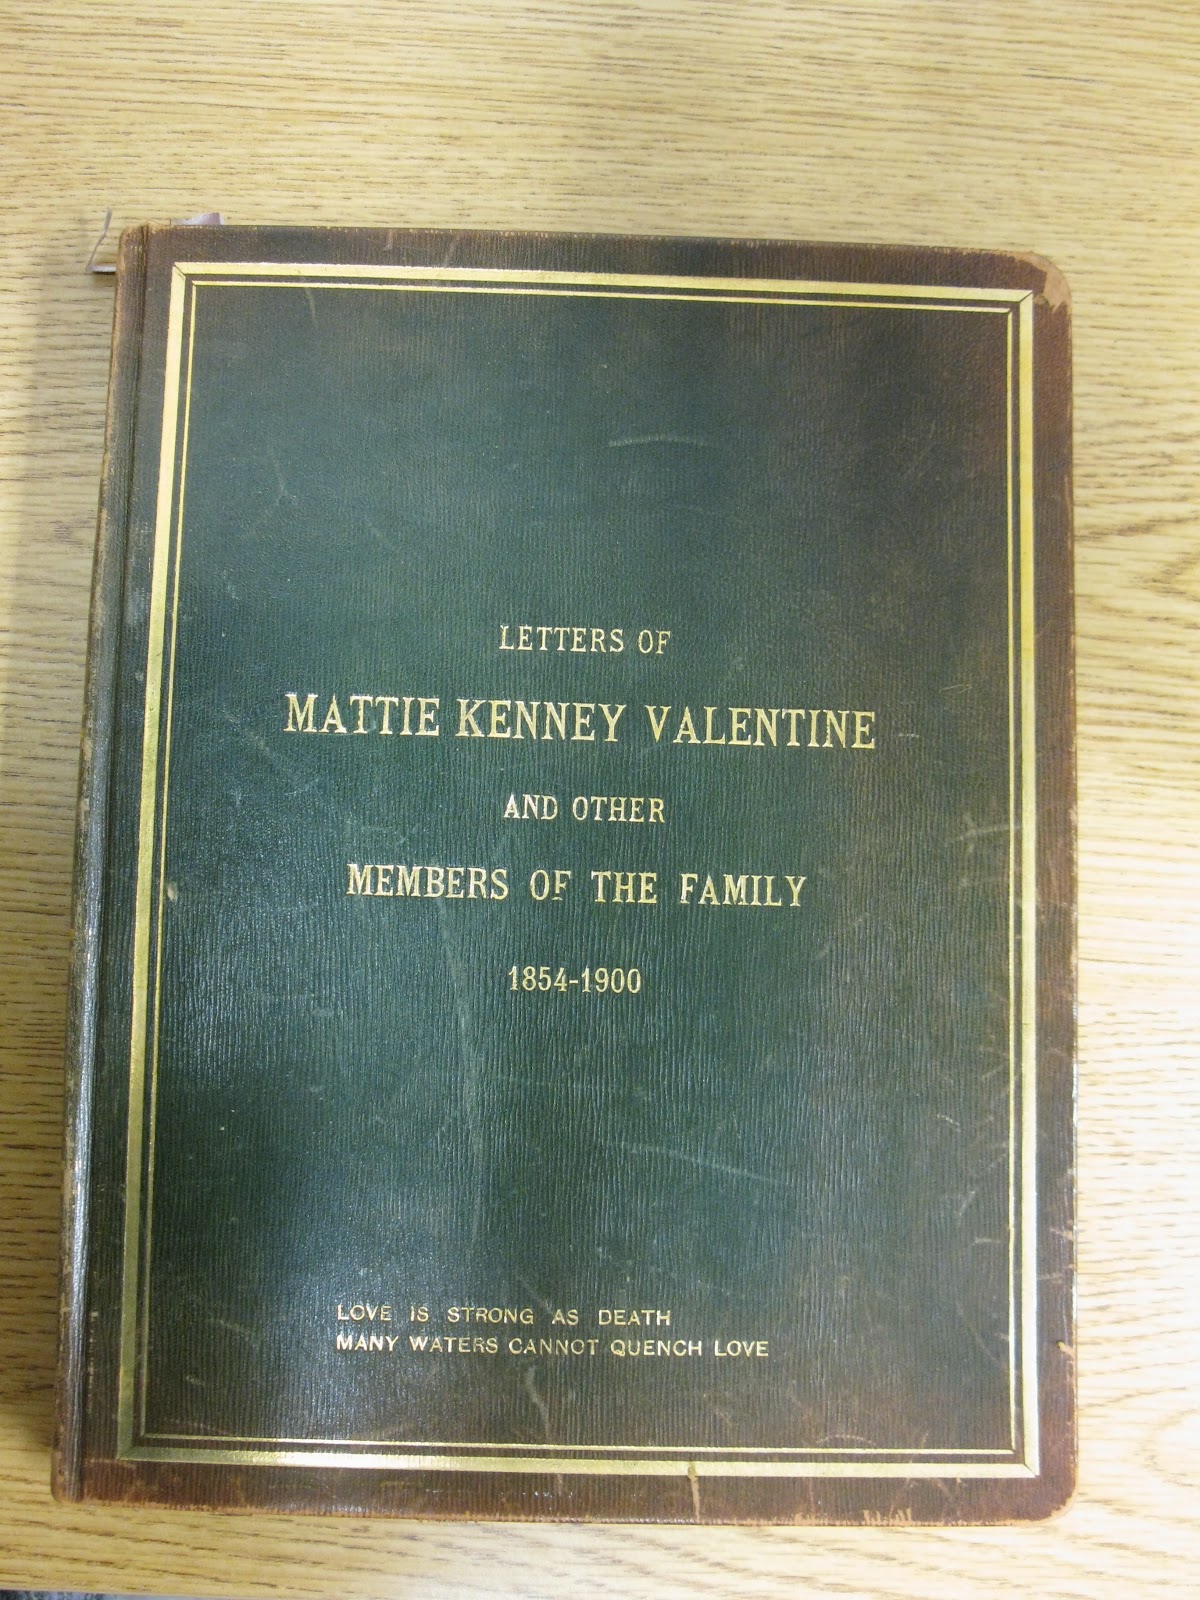 LETTERS OF
MATTIE KENNEY VALENTINE
AND OTHER
MEMBERS OF THE FAMILY
1854-1900
LOVE IS STRONG AS DEATH
MANY WATERS CANNOT QUENCH LOVE